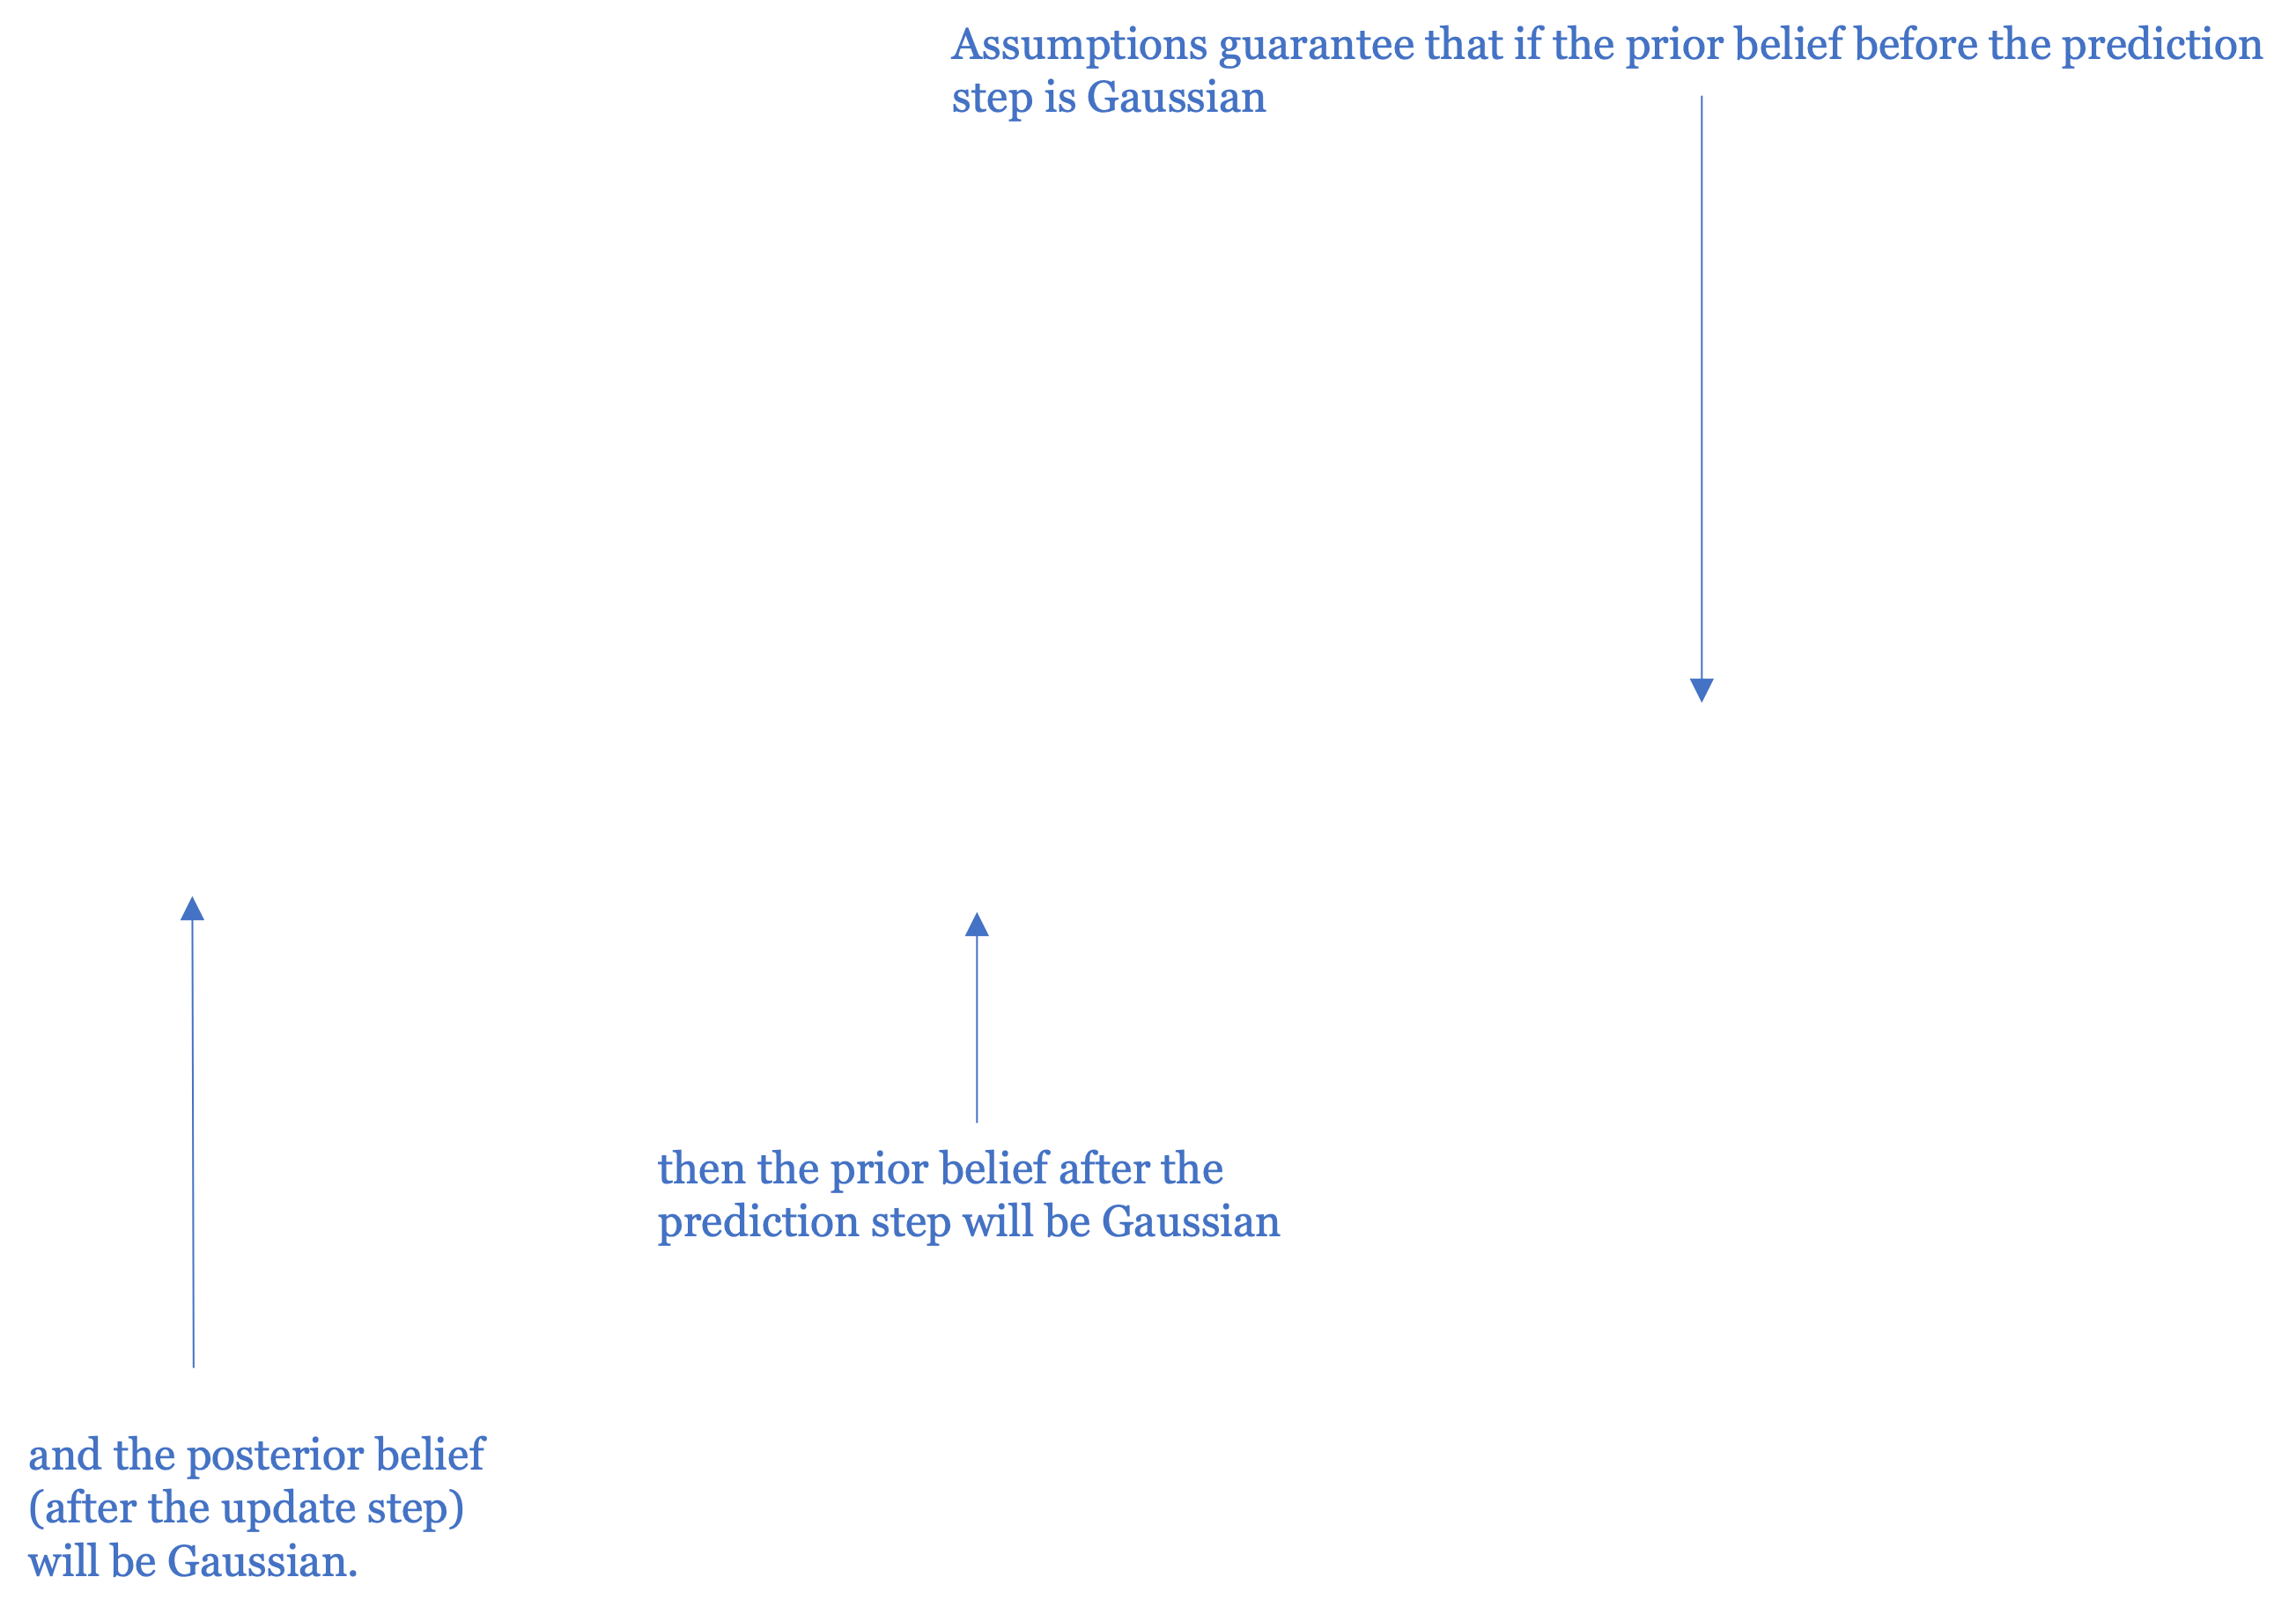 Assumptions guarantee that if the prior belief before the prediction
step is Gaussian
then the prior belief after the
prediction step will be Gaussian
and the posterior belief
(after the update step)
will be Gaussian.